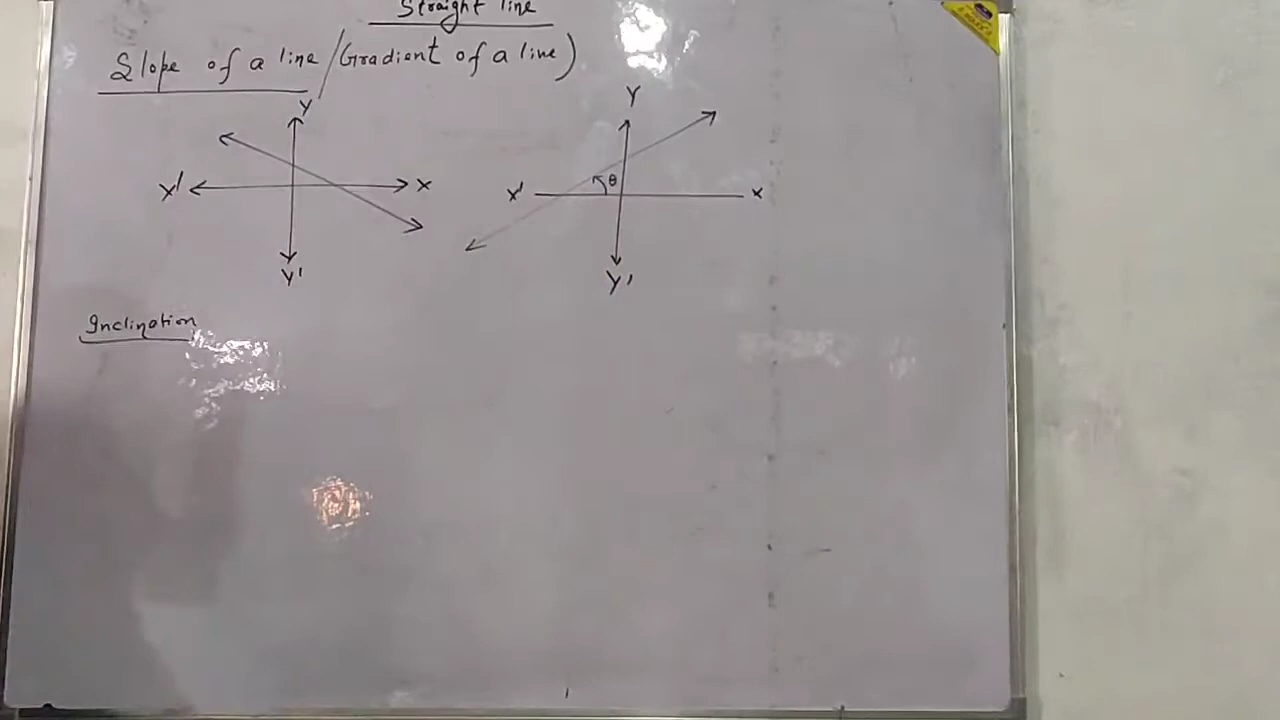 Straight line
Slope of a line / (Gradient of a line)
Y
Y
X' X
θ
X' X
Y'
Y'
Inclination